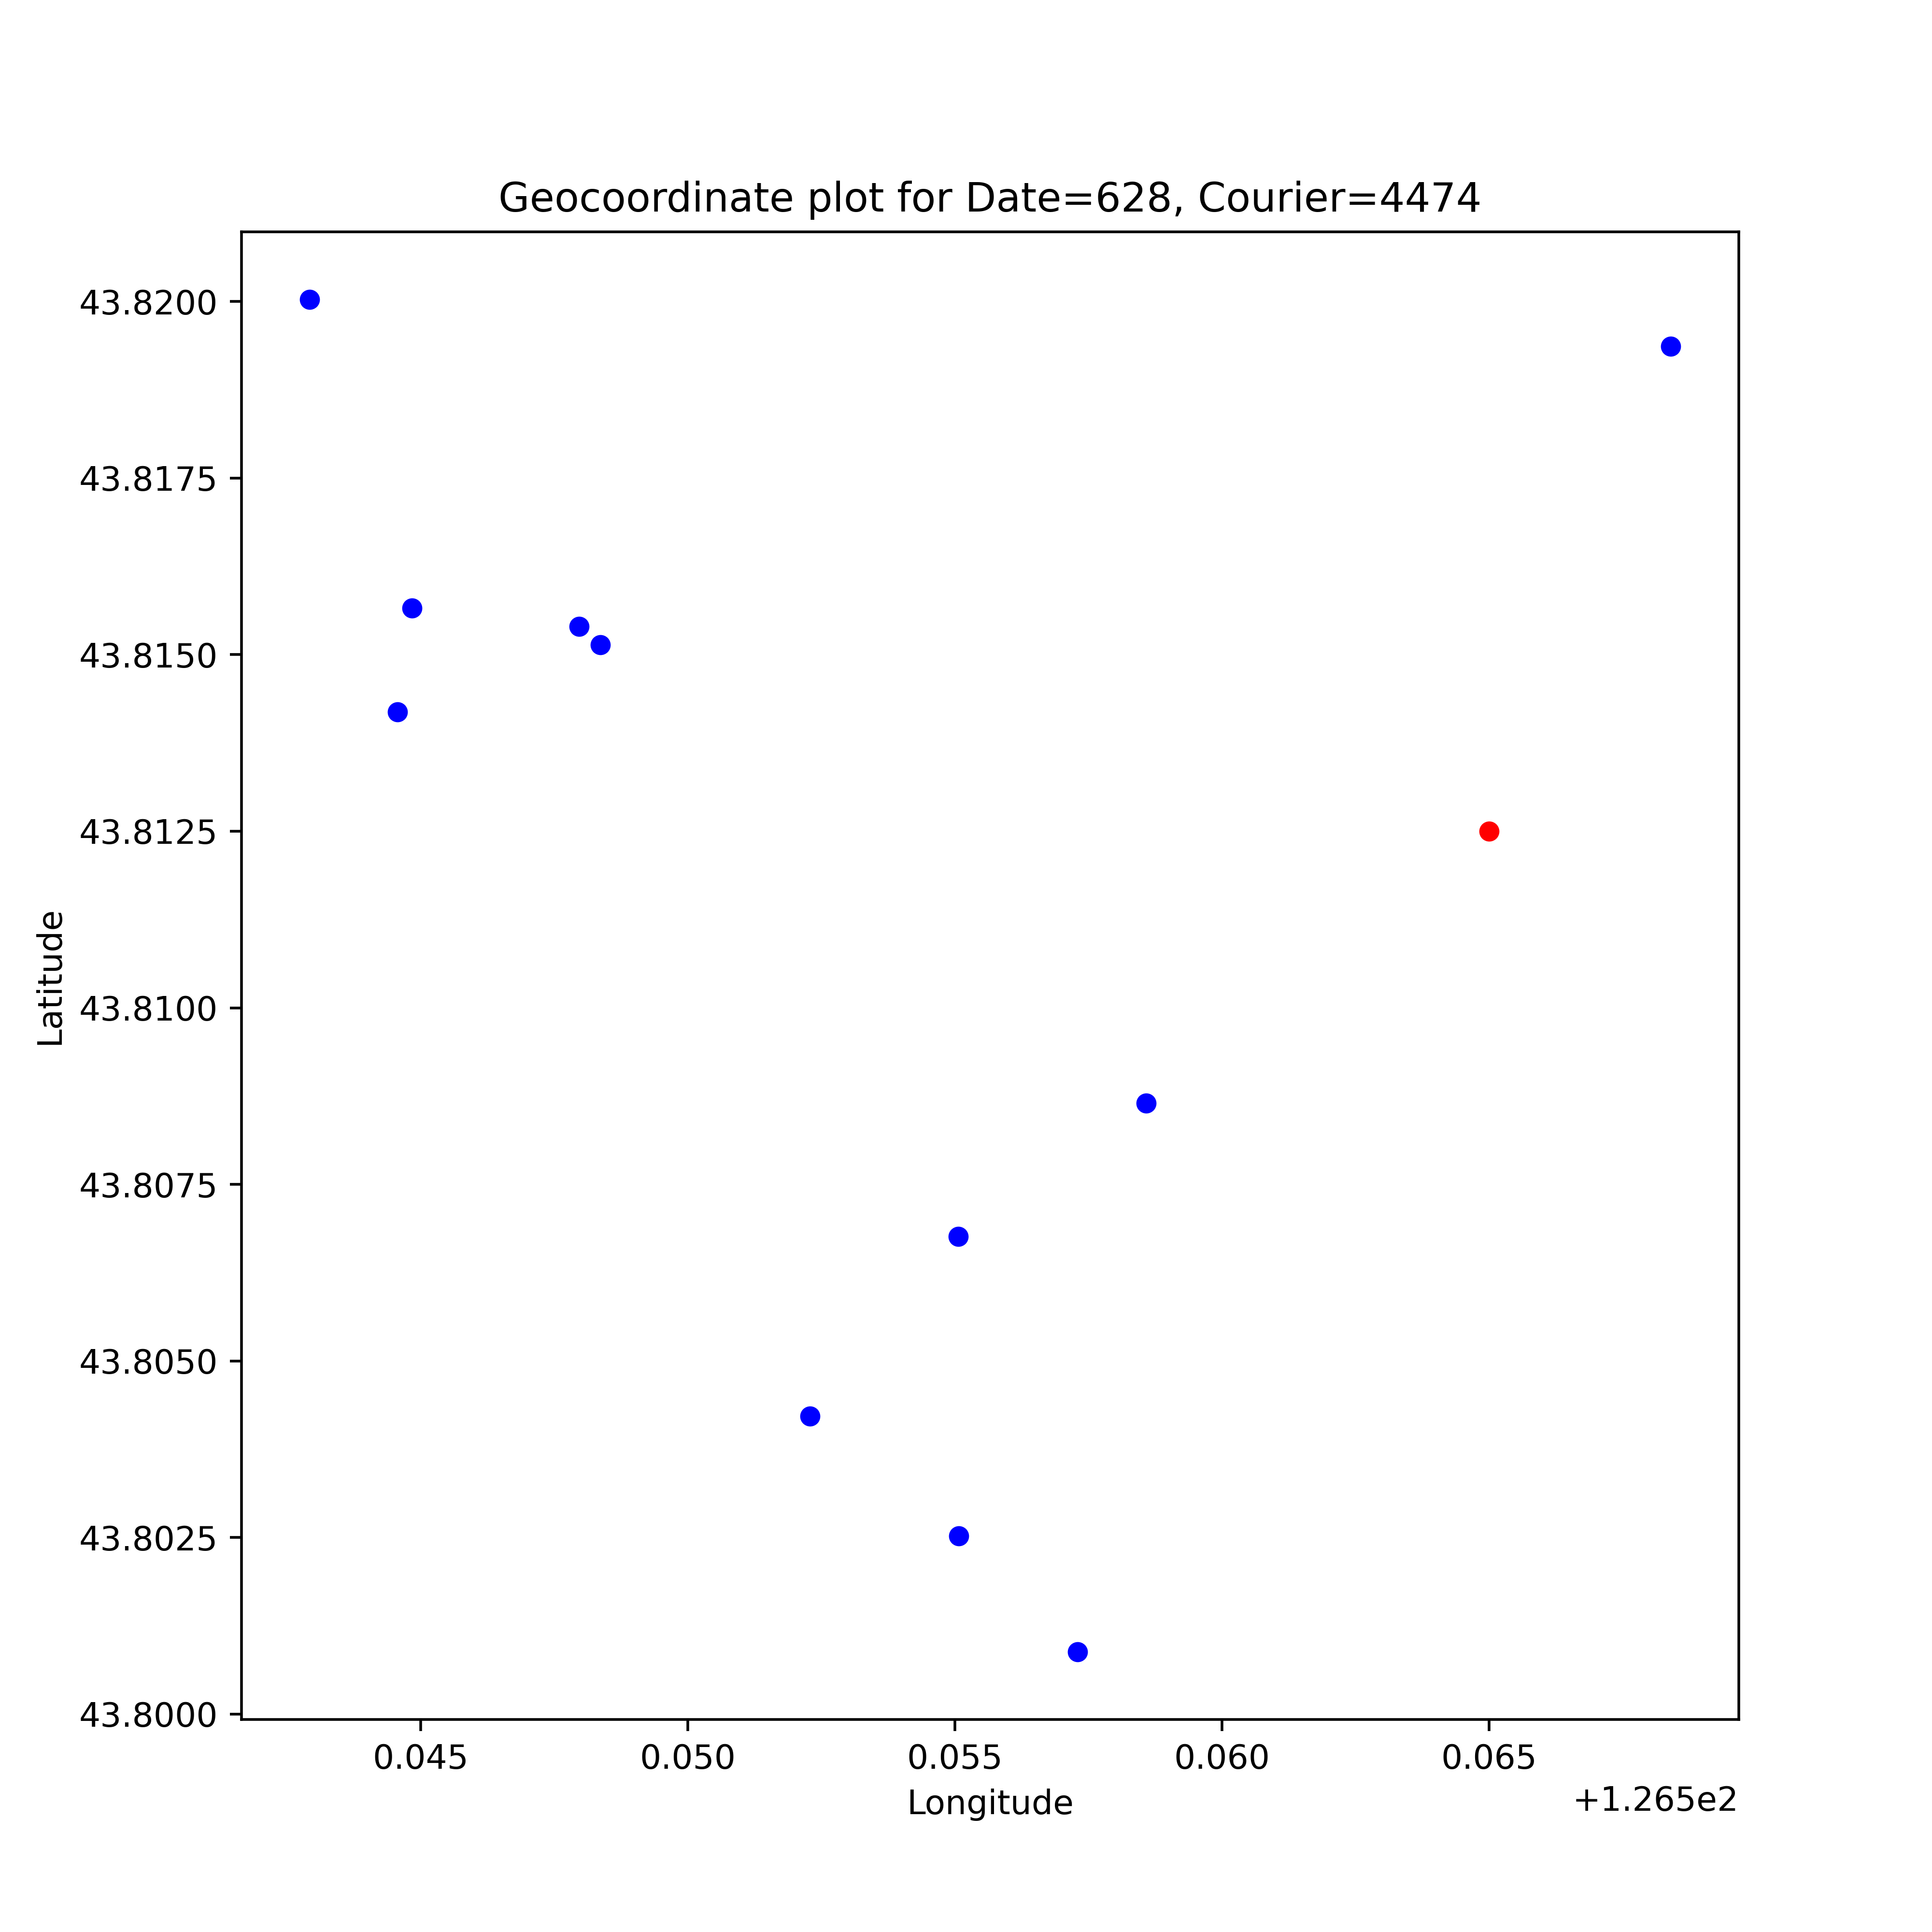 Geocoordinate plot for Date=628, Courier=4474
43.8200
43.8175
43.8150
43.8125
43.8100
43.8075
43.8050
43.8025
43.8000
Latitude
0.045 0.050 0.055 0.060 0.065
+1.265e2
Longitude